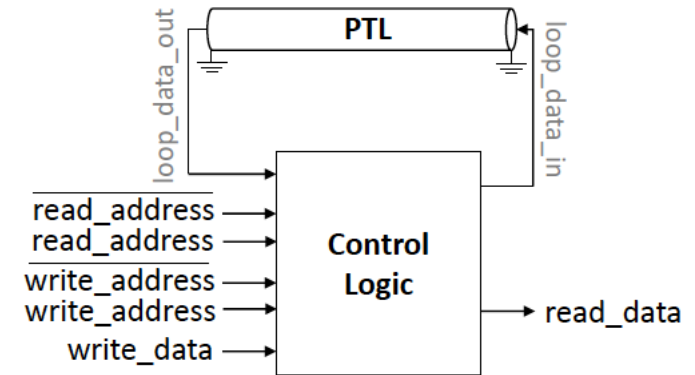 PTL
loop_data_out
loop_data_in
read_address
read_address
write_address
write_address
write_data
Control
Logic
read_data